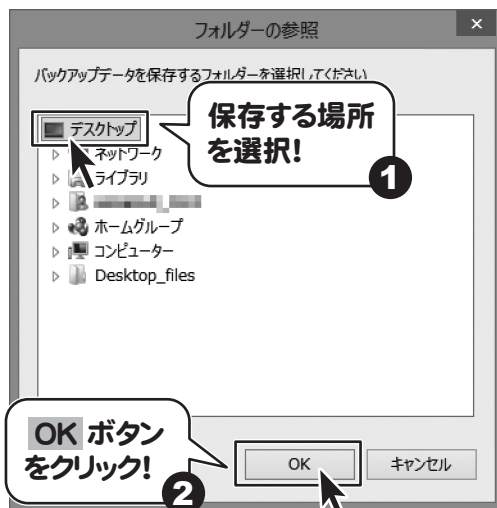 フォルダーの参照
×
バックアップデータを保存するフォルダーを選択してください
デスクトップ
保存する場所
を選択!
1
ネットワーク
ライブラリ
ホームグループ
コンピューター
Desktop_files
OK ボタン
をクリック!
2
OK
キャンセル